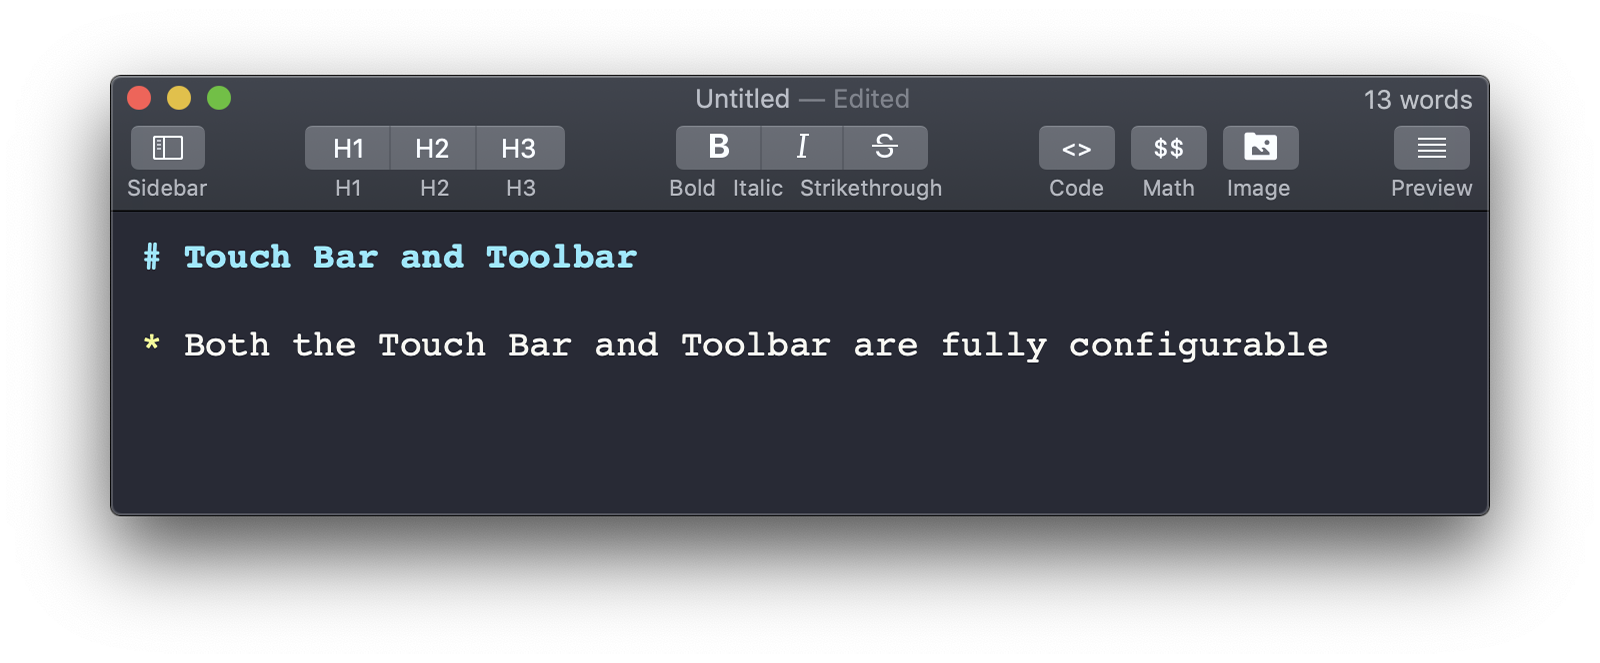 Untitled — Edited
13 words
H1 H2 H3 B I S <> $$
Sidebar H1 H2 H3 Bold Italic Strikethrough Code Math Image Preview
# Touch Bar and Toolbar
* Both the Touch Bar and Toolbar are fully configurable